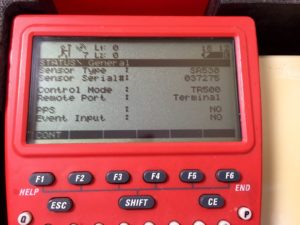 L1: 0
L2: 0
STATUS\ General
Sensor Type : SR530
Sensor Serial#: 037275
Control Mode : TR500
Remote Port : Terminal
PPS : NO
Event Input : NO
CONT
F1 F2 F3 F4 F5 F6
HELP END
ESC SHIFT CE
Q P